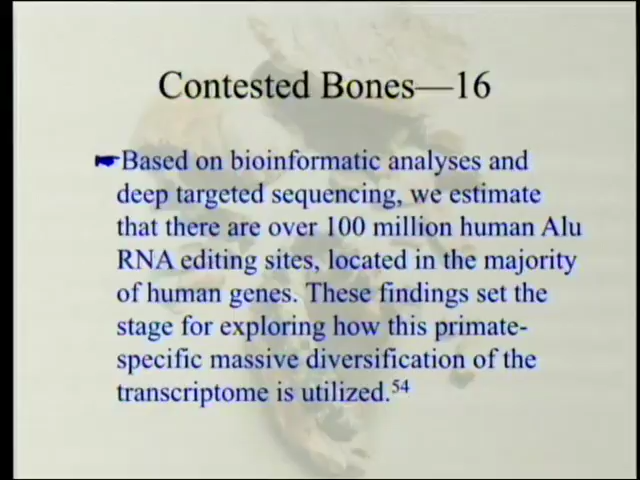 Contested Bones—16
☛Based on bioinformatic analyses and
deep targeted sequencing, we estimate
that there are over 100 million human Alu
RNA editing sites, located in the majority
of human genes. These findings set the
stage for exploring how this primate-
specific massive diversification of the
transcriptome is utilized.54